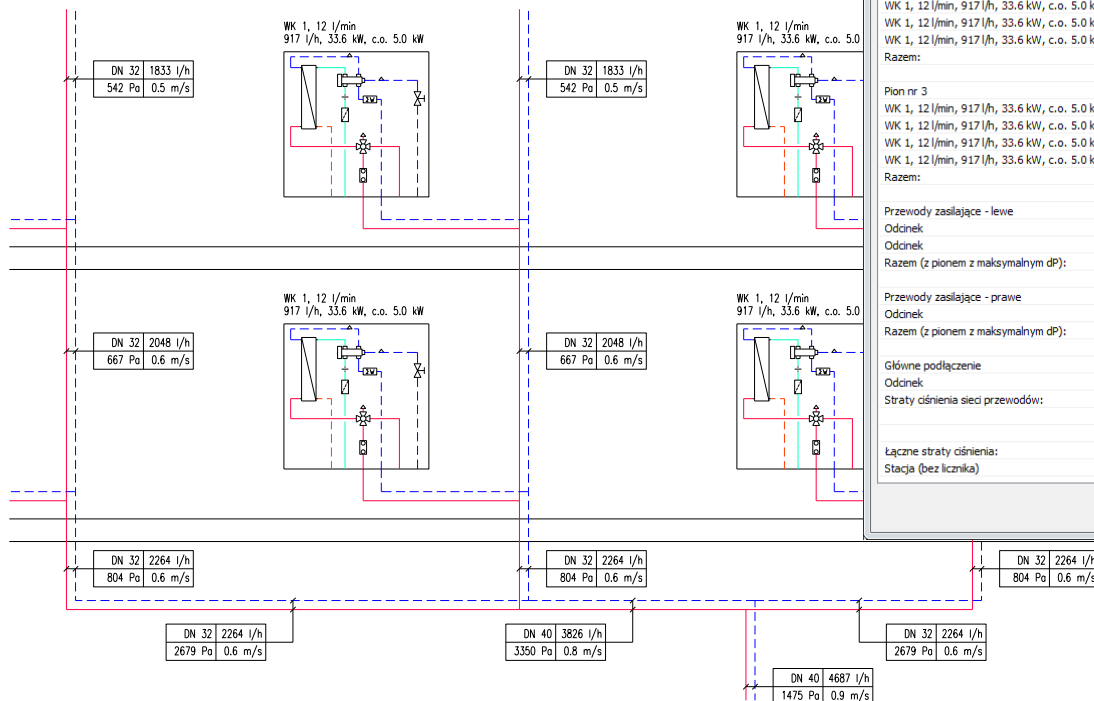 WK 1, 12 l/min
917 l/h, 33.6 kW, c.o. 5.0 kW
WK 1, 12 l/min
917 l/h, 33.6 kW, c.o. 5.0
DN 32 1833 l/h
542 Pa 0.5 m/s
DN 32 1833 l/h
542 Pa 0.5 m/s
WK 1, 12 l/min
917 l/h, 33.6 kW, c.o. 5.0 kW
WK 1, 12 l/min
917 l/h, 33.6 kW, c.o. 5.0
DN 32 2048 l/h
667 Pa 0.6 m/s
DN 32 2048 l/h
667 Pa 0.6 m/s
DN 32 2264 l/h
804 Pa 0.6 m/s
DN 32 2264 l/h
804 Pa 0.6 m/s
DN 32 2264 l/h
804 Pa 0.6 m/s
DN 32 2264 l/h
2679 Pa 0.6 m/s
DN 40 3826 l/h
3350 Pa 0.8 m/s
DN 32 2264 l/h
2679 Pa 0.6 m/s
DN 40 4687 l/h
1475 Pa 0.9 m/s
WK 1, 12 l/min, 917 l/h, 33.6 kW, c.o. 5.0 k
WK 1, 12 l/min, 917 l/h, 33.6 kW, c.o. 5.0 k
WK 1, 12 l/min, 917 l/h, 33.6 kW, c.o. 5.0 k
Razem:
Pion nr 3
WK 1, 12 l/min, 917 l/h, 33.6 kW, c.o. 5.0 k
WK 1, 12 l/min, 917 l/h, 33.6 kW, c.o. 5.0 k
WK 1, 12 l/min, 917 l/h, 33.6 kW, c.o. 5.0 k
WK 1, 12 l/min, 917 l/h, 33.6 kW, c.o. 5.0 k
Razem:
Przewody zasilające - lewe
Odcinek
Odcinek
Razem (z pionem z maksymalnym dP):
Przewody zasilające - prawe
Odcinek
Razem (z pionem z maksymalnym dP):
Główne podłączenie
Odcinek
Straty ciśnienia sieci przewodów:
Łączne straty ciśnienia:
Stacja (bez licznika)